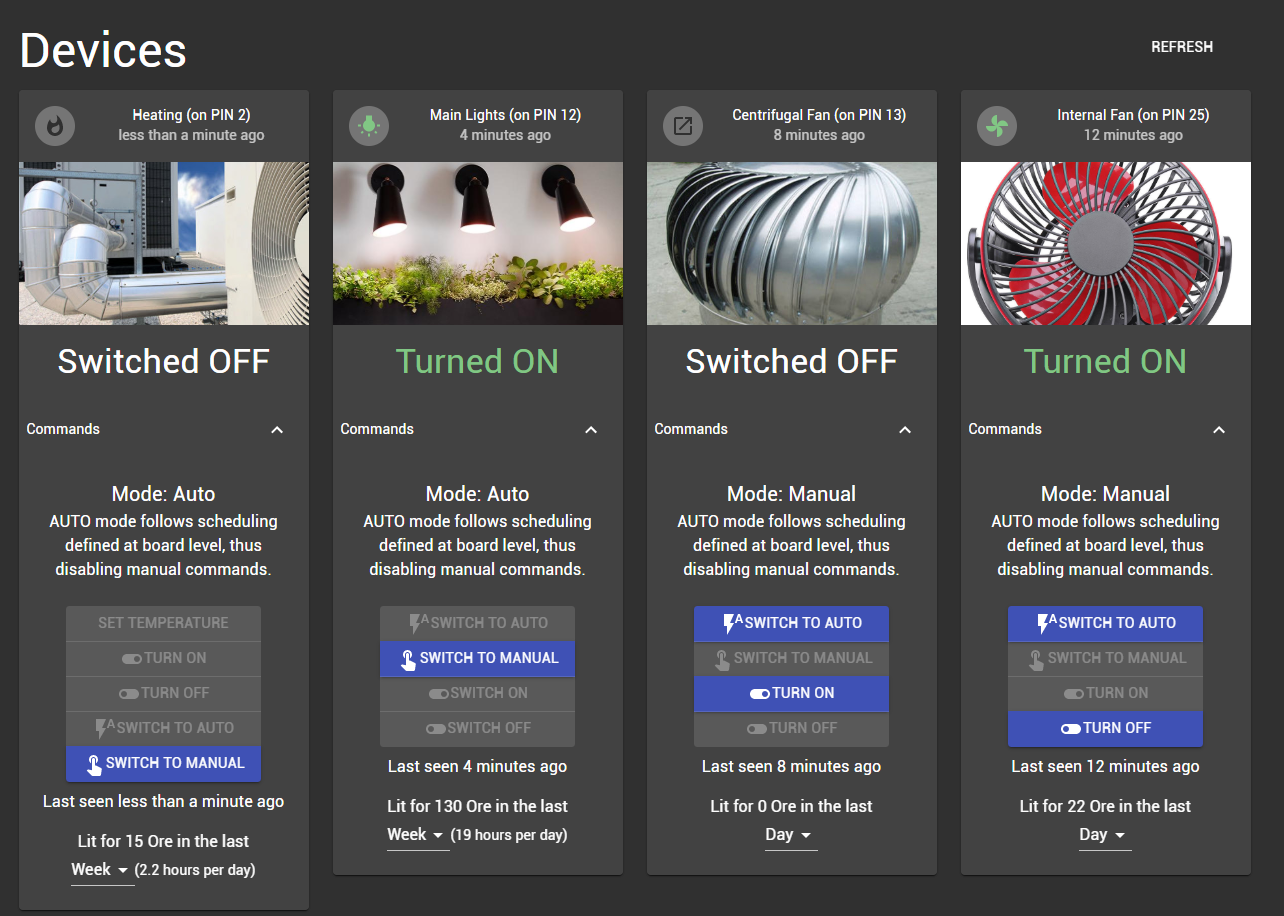 Devices
REFRESH
Heating (on PIN 2)
less than a minute ago
Switched OFF
Commands
Mode: Auto
AUTO mode follows scheduling
defined at board level, thus
disabling manual commands.
SET TEMPERATURE
TURN ON
TURN OFF
SWITCH TO AUTO
SWITCH TO MANUAL
Last seen less than a minute ago
Lit for 15 Ore in the last
Week (2.2 hours per day)
Main Lights (on PIN 12)
4 minutes ago
Turned ON
Commands
Mode: Auto
AUTO mode follows scheduling
defined at board level, thus
disabling manual commands.
SWITCH TO AUTO
SWITCH TO MANUAL
SWITCH ON
SWITCH OFF
Last seen 4 minutes ago
Lit for 130 Ore in the last
Week (19 hours per day)
Centrifugal Fan (on PIN 13)
8 minutes ago
Switched OFF
Commands
Mode: Manual
AUTO mode follows scheduling
defined at board level, thus
disabling manual commands.
SWITCH TO AUTO
SWITCH TO MANUAL
TURN ON
TURN OFF
Last seen 8 minutes ago
Lit for 0 Ore in the last
Day
Internal Fan (on PIN 25)
12 minutes ago
Turned ON
Commands
Mode: Manual
AUTO mode follows scheduling
defined at board level, thus
disabling manual commands.
SWITCH TO AUTO
SWITCH TO MANUAL
TURN ON
TURN OFF
Last seen 12 minutes ago
Lit for 22 Ore in the last
Day